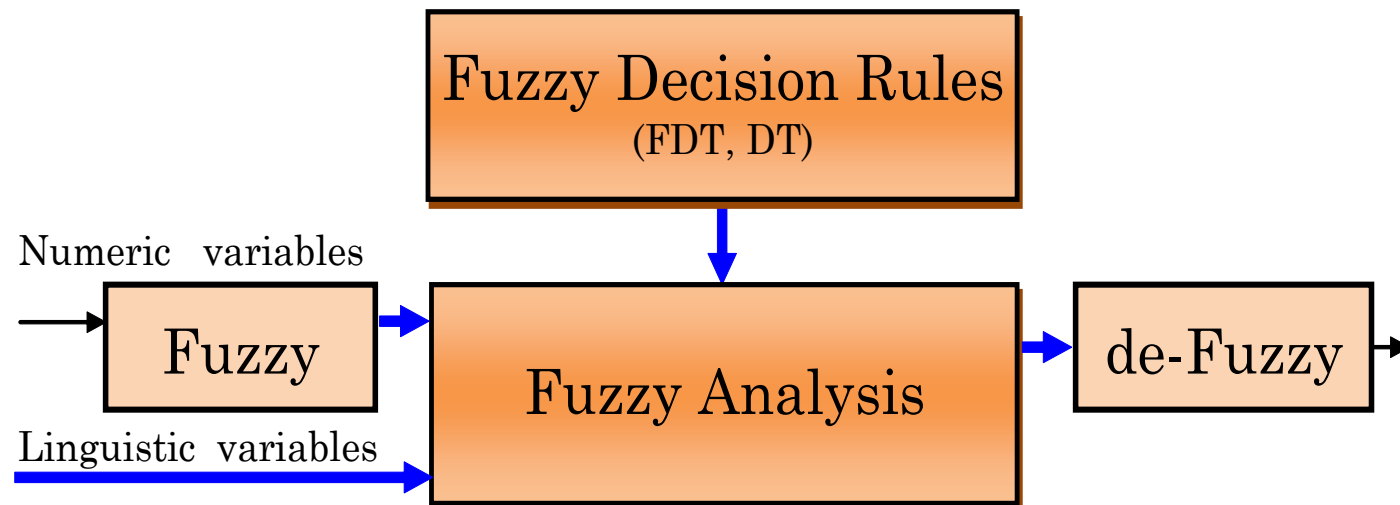 Fuzzy Decision Rules
(FDT, DT)
Numeric variables
Fuzzy
Fuzzy Analysis
de-Fuzzy
Linguistic variables